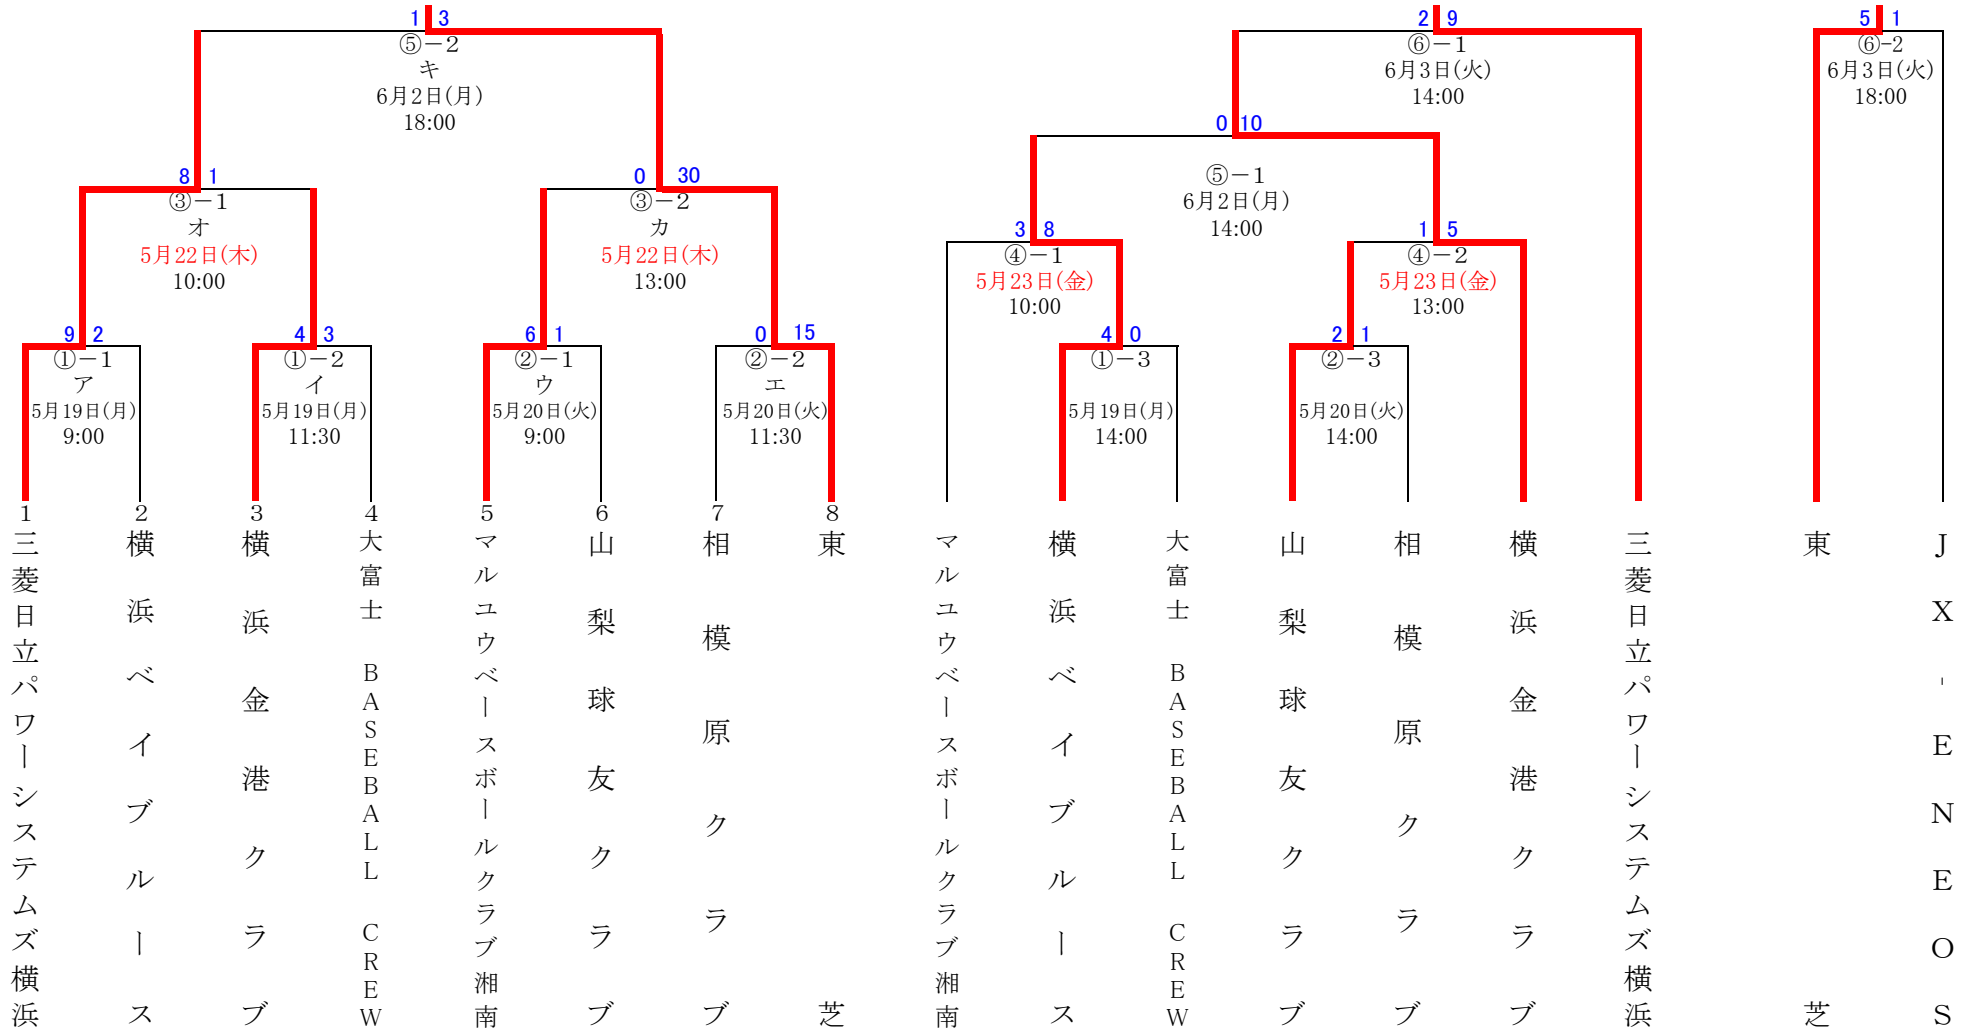 1 3
⑤－2
キ
6月2日(月)
18:00
2 9
⑥－1
6月3日(火)
14:00
5 1
⑥-2
6月3日(火)
18:00
0 10
⑤－1
6月2日(月)
14:00
8 1
③－1
オ
5月22日(木)
10:00
0 30
③－2
カ
5月22日(木)
13:00
3 8
④－1
5月23日(金)
10:00
1 5
④－2
5月23日(金)
13:00
9 2
①－1
ア
5月19日(月)
9:00
4 3
①－2
イ
5月19日(月)
11:30
6 1
②－1
ウ
5月20日(火)
9:00
0 15
②－2
エ
5月20日(火)
11:30
4 0
①－3
5月19日(月)
14:00
2 1
②－3
5月20日(火)
14:00
1
三菱日立パワーシステムズ横浜
2
横浜ベイブルース
3
横浜金港クラブ
4
大富士 BASEBALL CREW
5
マルユウベースボールクラブ湘南
6
山梨球友クラブ
7
相模原クラブ
8
東芝
マルユウベースボールクラブ湘南
横浜ベイブルース
大富士 BASEBALL CREW
山梨球友クラブ
相模原クラブ
横浜金港クラブ
三菱日立パワーシステムズ横浜
東芝
JX-ENEOS